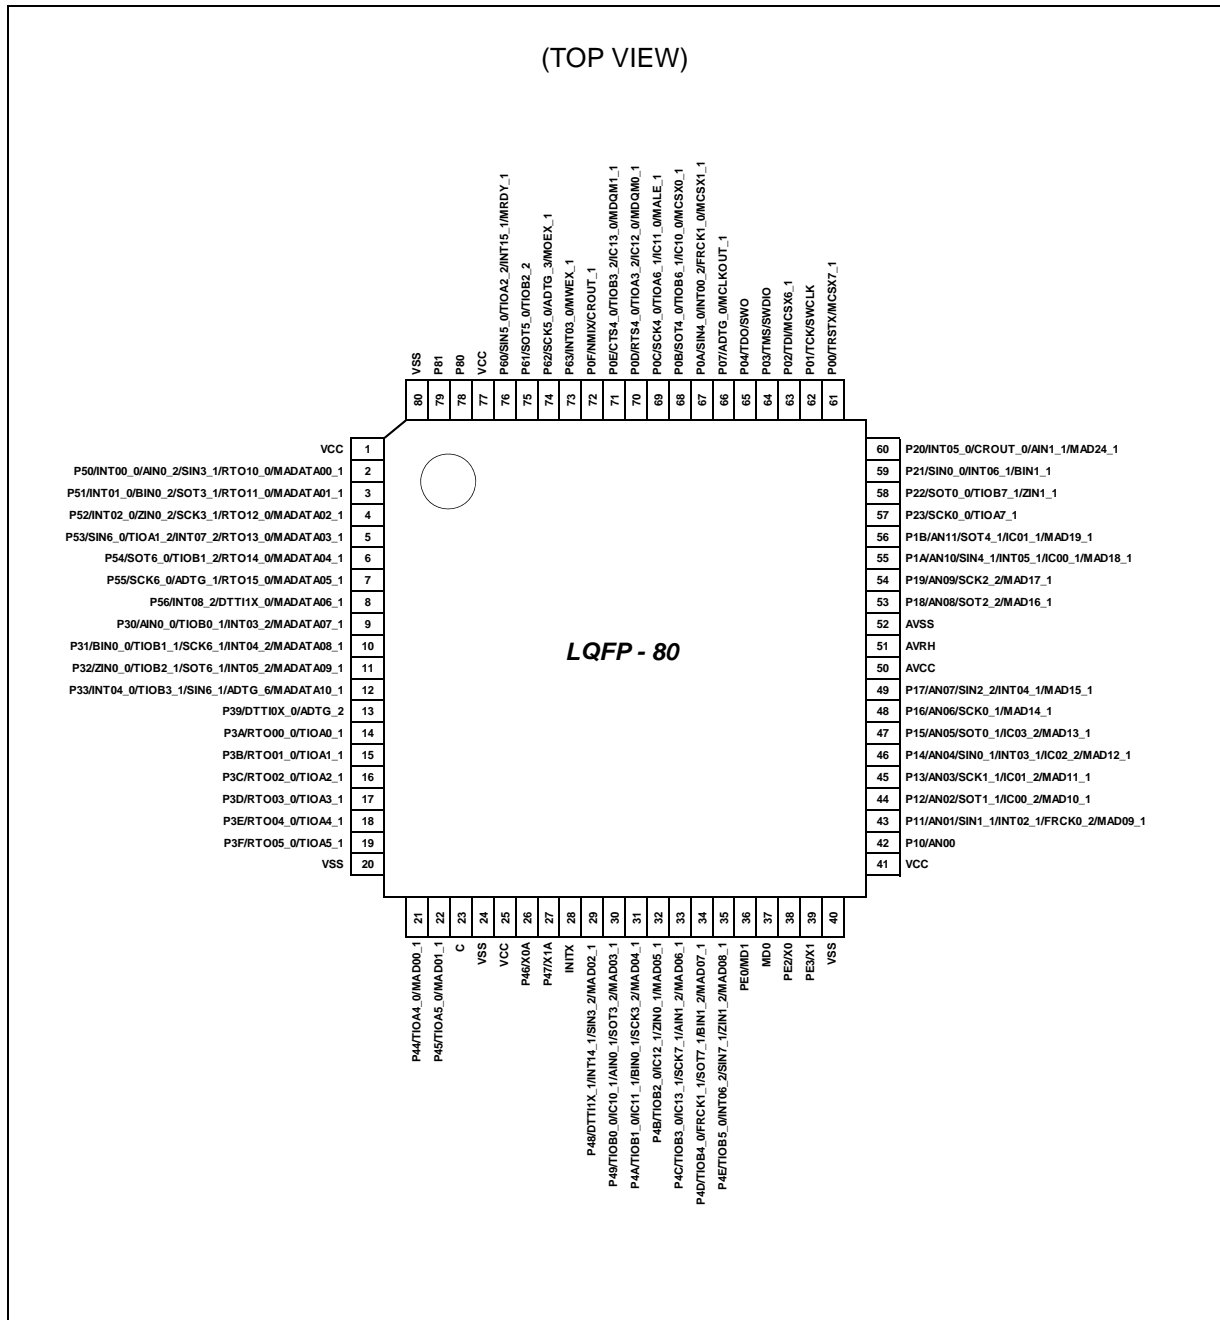 (TOP VIEW)
VSS 80
P81 79
P80 78
VCC 77
P60/SIN5_0/TIOA2_2/INT15_1/MRDY_1 76
P61/SOT5_0/TIOB2_2 75
P62/SCK5_0/ADTG_3/MOEX_1 74
P63/INT03_0/MWEX_1 73
P0F/NMIX/CROUT_1 72
P0E/CTS4_0/TIOB3_2/IC13_0/MDQM1_1 71
P0D/RTS4_0/TIOA3_2/IC12_0/MDQM0_1 70
P0C/SCK4_0/TIOA6_1/IC11_0/MALE_1 69
P0B/SOT4_0/TIOB6_1/IC10_0/MCSX0_1 68
P0A/SIN4_0/INT00_2/FRCK1_0/MCSX1_1 67
P07/ADTG_0/MCLKOUT_1 66
P04/TDO/SWO 65
P03/TMS/SWDIO 64
P02/TDI/MCSX6_1 63
P01/TCK/SWCLK 62
P00/TRSTX/MCSX7_1 61
VCC 1
P50/INT00_0/AIN0_2/SIN3_1/RTO10_0/MADATA00_1 2
P51/INT01_0/BIN0_2/SOT3_1/RTO11_0/MADATA01_1 3
P52/INT02_0/ZIN0_2/SCK3_1/RTO12_0/MADATA02_1 4
P53/SIN6_0/TIOA1_2/INT07_2/RTO13_0/MADATA03_1 5
P54/SOT6_0/TIOB1_2/RTO14_0/MADATA04_1 6
P55/SCK6_0/ADTG_1/RTO15_0/MADATA05_1 7
P56/INT08_2/DTTI1X_0/MADATA06_1 8
P30/AIN0_0/TIOB0_1/INT03_2/MADATA07_1 9
P31/BIN0_0/TIOB1_1/SCK6_1/INT04_2/MADATA08_1 10
P32/ZIN0_0/TIOB2_1/SOT6_1/INT05_2/MADATA09_1 11
P33/INT04_0/TIOB3_1/SIN6_1/ADTG_6/MADATA10_1 12
P39/DTTI0X_0/ADTG_2 13
P3A/RTO00_0/TIOA0_1 14
P3B/RTO01_0/TIOA1_1 15
P3C/RTO02_0/TIOA2_1 16
P3D/RTO03_0/TIOA3_1 17
P3E/RTO04_0/TIOA4_1 18
P3F/RTO05_0/TIOA5_1 19
VSS 20
LQFP - 80
60 P20/INT05_0/CROUT_0/AIN1_1/MAD24_1
59 P21/SIN0_0/INT06_1/BIN1_1
58 P22/SOT0_0/TIOB7_1/ZIN1_1
57 P23/SCK0_0/TIOA7_1
56 P1B/AN11/SOT4_1/IC01_1/MAD19_1
55 P1A/AN10/SIN4_1/INT05_1/IC00_1/MAD18_1
54 P19/AN09/SCK2_2/MAD17_1
53 P18/AN08/SOT2_2/MAD16_1
52 AVSS
51 AVRH
50 AVCC
49 P17/AN07/SIN2_2/INT04_1/MAD15_1
48 P16/AN06/SCK0_1/MAD14_1
47 P15/AN05/SOT0_1/IC03_2/MAD13_1
46 P14/AN04/SIN0_1/INT03_1/IC02_2/MAD12_1
45 P13/AN03/SCK1_1/IC01_2/MAD11_1
44 P12/AN02/SOT1_1/IC00_2/MAD10_1
43 P11/AN01/SIN1_1/INT02_1/FRCK0_2/MAD09_1
42 P10/AN00
41 VCC
21 P44/TIOA4_0/MAD00_1
22 P45/TIOA5_0/MAD01_1
23 C
24 VSS
25 VCC
26 P46/X0A
27 P47/X1A
28 INITX
29 P48/DTTI1X_1/INT14_1/SIN3_2/MAD02_1
30 P49/TIOB0_0/IC10_1/AIN0_1/SOT3_2/MAD03_1
31 P4A/TIOB1_0/IC11_1/BIN0_1/SCK3_2/MAD04_1
32 P4B/TIOB2_0/IC12_1/ZIN0_1/MAD05_1
33 P4C/TIOB3_0/IC13_1/SCK7_1/AIN1_2/MAD06_1
34 P4D/TIOB4_0/FRCK1_1/SOT7_1/BIN1_2/MAD07_1
35 P4E/TIOB5_0/INT06_2/SIN7_1/ZIN1_2/MAD08_1
36 PE0/MD1
37 MD0
38 PE2/X0
39 PE3/X1
40 VSS